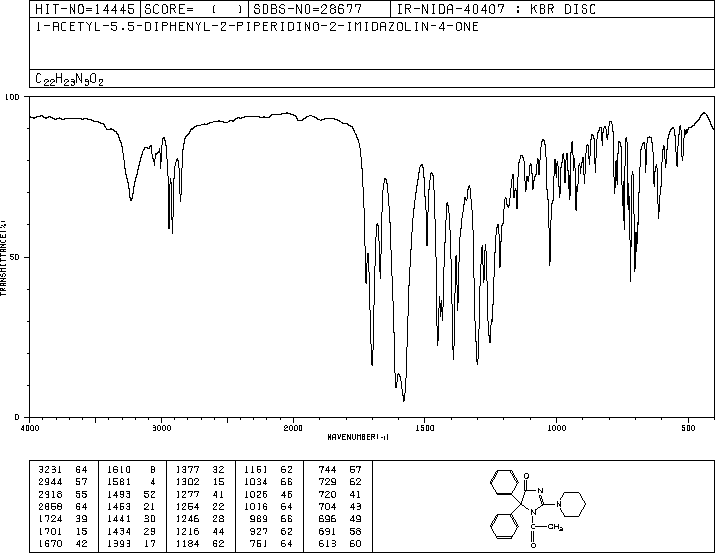 HIT-NO=14445 SCORE= ( ) SDBS-NO=28677 IR-NIDA-40407 : KBR DISC
1-ACETYL-5,5-DIPHENYL-2-PIPERIDINO-2-IMIDAZOLIN-4-ONE
C22H23N3O2
100
50
0
TRANSMITTANCE(%)
4000 3000 2000 1500 1000 500
WAVENUMBER(-1)
3231 64 1610 8 1377 32 1161 62 744 57
2944 57 1581 4 1302 15 1034 66 729 62
2918 55 1493 52 1277 41 1026 46 720 41
2858 64 1453 21 1254 22 1016 64 704 43
1724 39 1441 30 1246 28 989 66 696 49
1701 15 1434 29 1216 44 927 62 691 58
1670 42 1393 17 1184 62 761 64 613 60
O
N
N
N
C
CH3
O